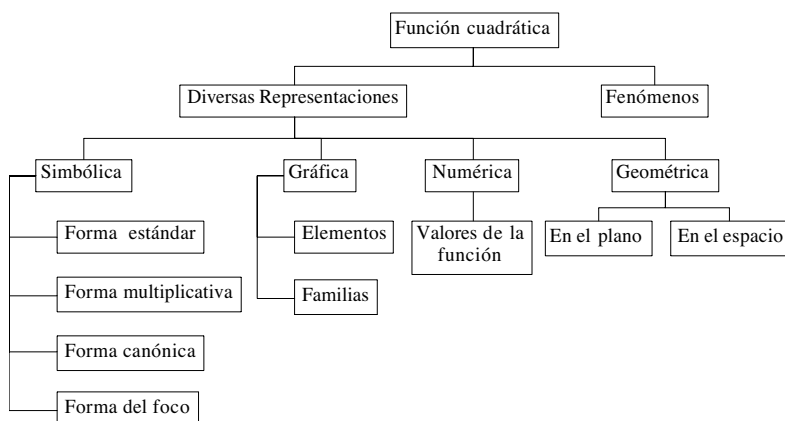 Función cuadrática
Diversas Representaciones
Fenómenos
Simbólica
Gráfica
Numérica
Geométrica
Forma estándar
Elementos
Valores de la
función
En el plano
En el espacio
Forma multiplicativa
Familias
Forma canónica
Forma del foco